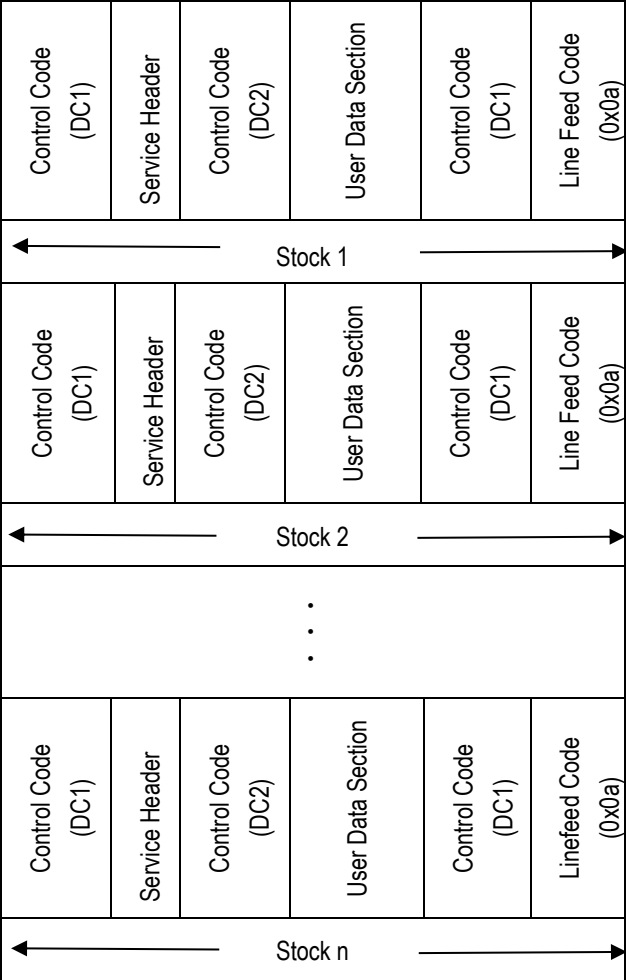 Control Code
(DC1)
Service Header
Control Code
(DC2)
User Data Section
Control Code
(DC1)
Line Feed Code
(0x0a)
Stock 1
Control Code
(DC1)
Service Header
Control Code
(DC2)
User Data Section
Control Code
(DC1)
Line Feed Code
(0x0a)
Stock 2
Control Code
(DC1)
Service Header
Control Code
(DC2)
User Data Section
Control Code
(DC1)
Linefeed Code
(0x0a)
Stock n